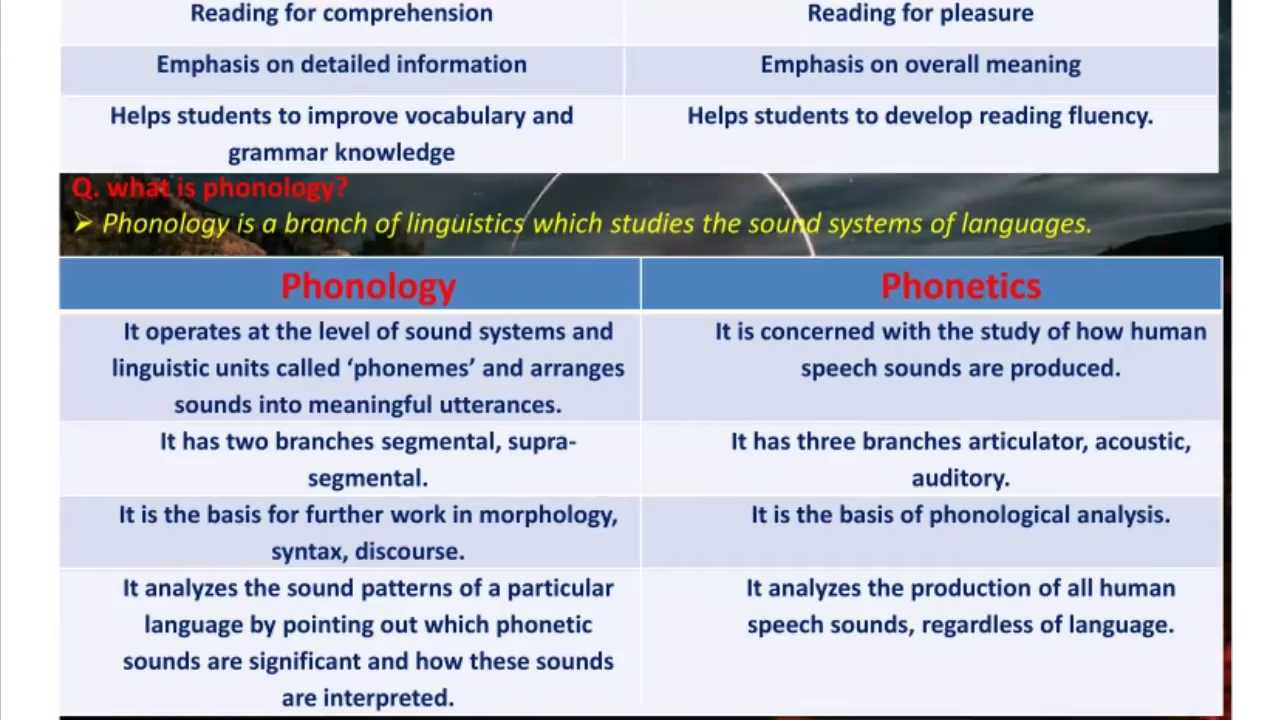 Reading for comprehension
Reading for pleasure
Emphasis on detailed information
Emphasis on overall meaning
Helps students to improve vocabulary and
grammar knowledge
Helps students to develop reading fluency.
Q. what is phonology?
➢ Phonology is a branch of linguistics which studies the sound systems of languages.
Phonology
Phonetics
It operates at the level of sound systems and
linguistic units called ‘phonemes’ and arranges
sounds into meaningful utterances.
It is concerned with the study of how human
speech sounds are produced.
It has two branches segmental, supra-
segmental.
It has three branches articulator, acoustic,
auditory.
It is the basis for further work in morphology,
syntax, discourse.
It is the basis of phonological analysis.
It analyzes the sound patterns of a particular
language by pointing out which phonetic
sounds are significant and how these sounds
are interpreted.
It analyzes the production of all human
speech sounds, regardless of language.